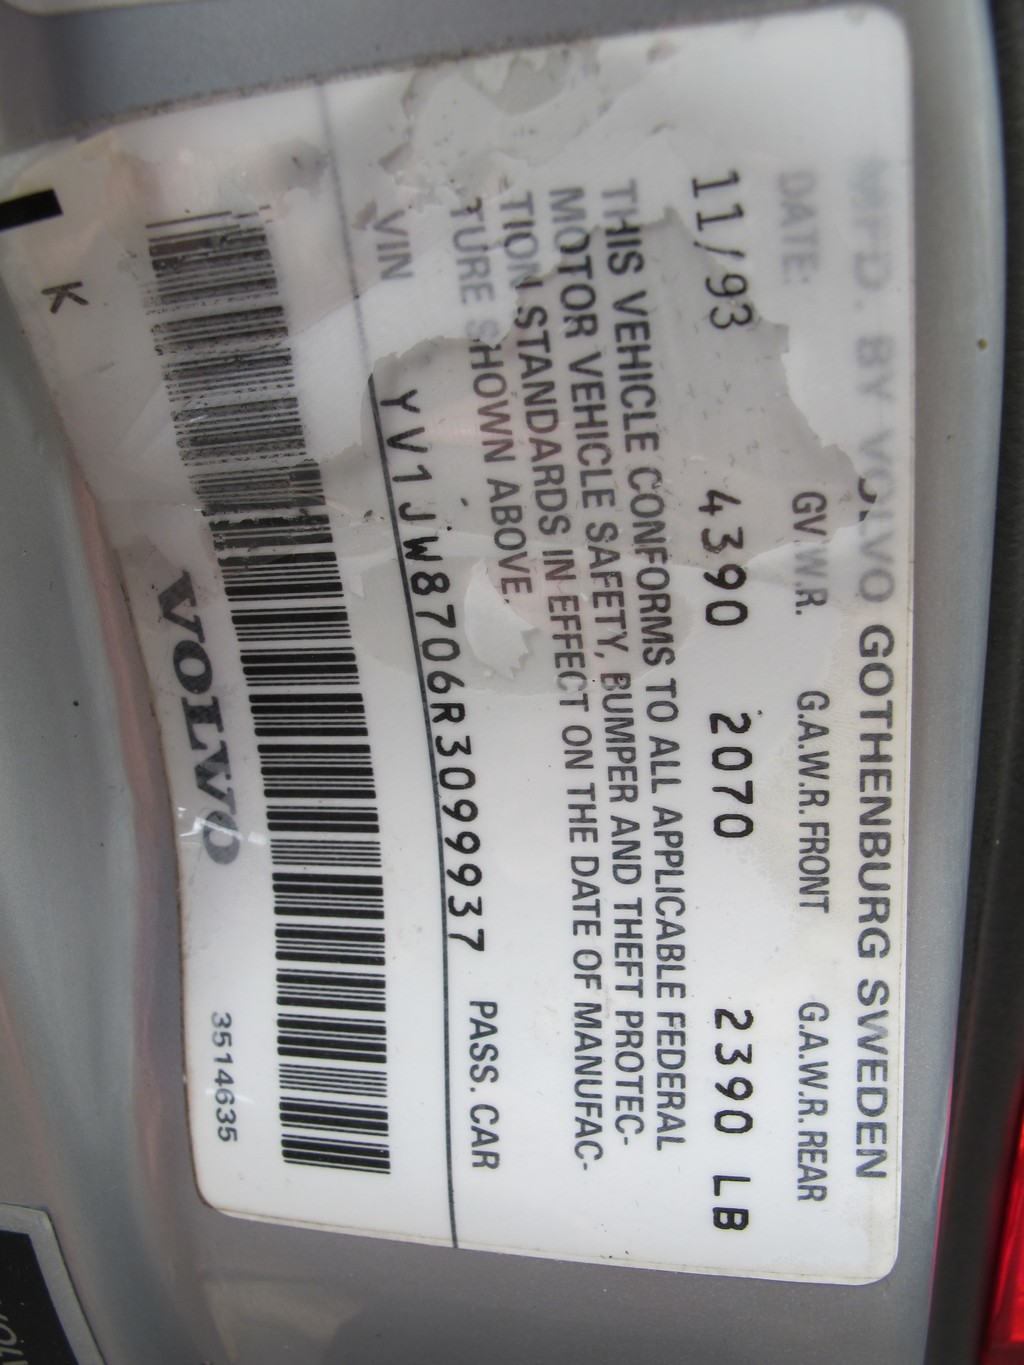 MFD. BY VOLVO GOTHENBURG SWEDEN
DATE: GV.W.R. G.A.W.R. FRONT G.A.W.R. REAR
11/93 4390 2070 2390 LB
THIS VEHICLE CONFORMS TO ALL APPLICABLE FEDERAL
MOTOR VEHICLE SAFETY, BUMPER AND THEFT PROTEC-
TION STANDARDS IN EFFECT ON THE DATE OF MANUFAC-
TURE SHOWN ABOVE.
VIN YV1JW8706R3099937 PASS. CAR
VOLVO 3514635
K